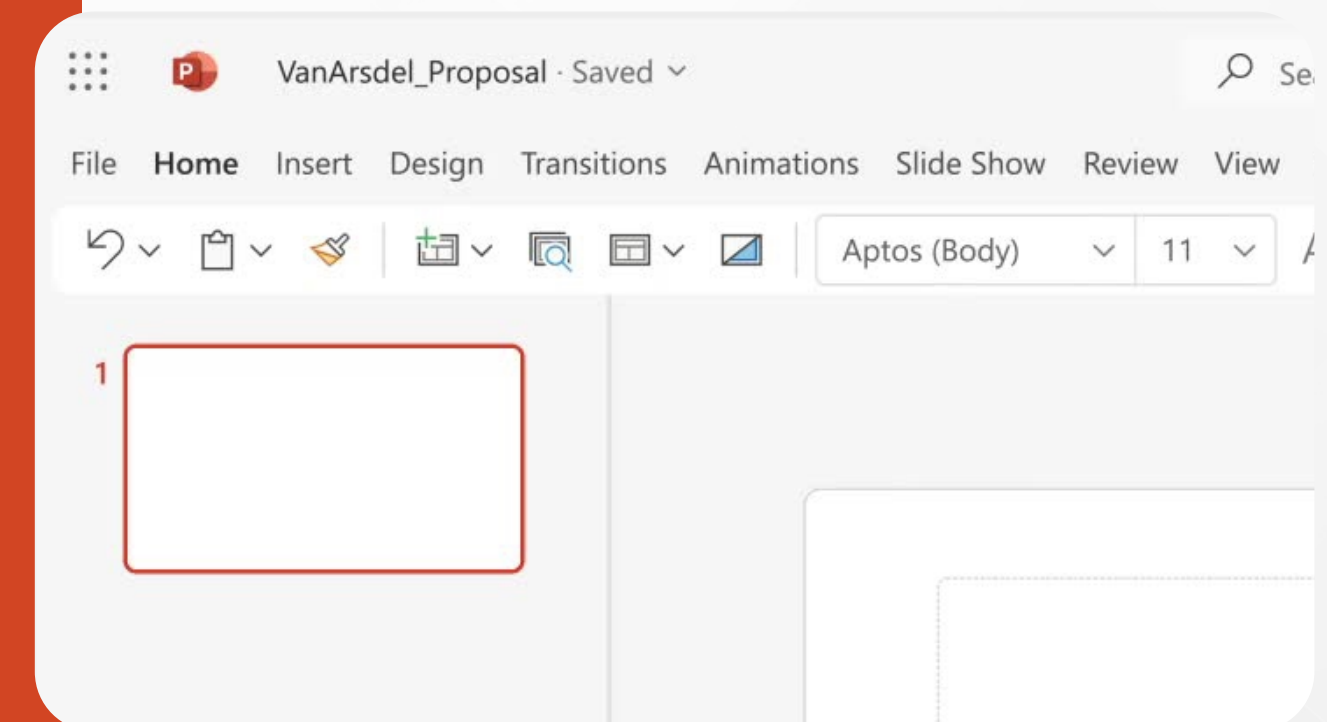 P VanArsdel_Proposal · Saved
File Home Insert Design Transitions Animations Slide Show Review View
Aptos (Body) 11
1